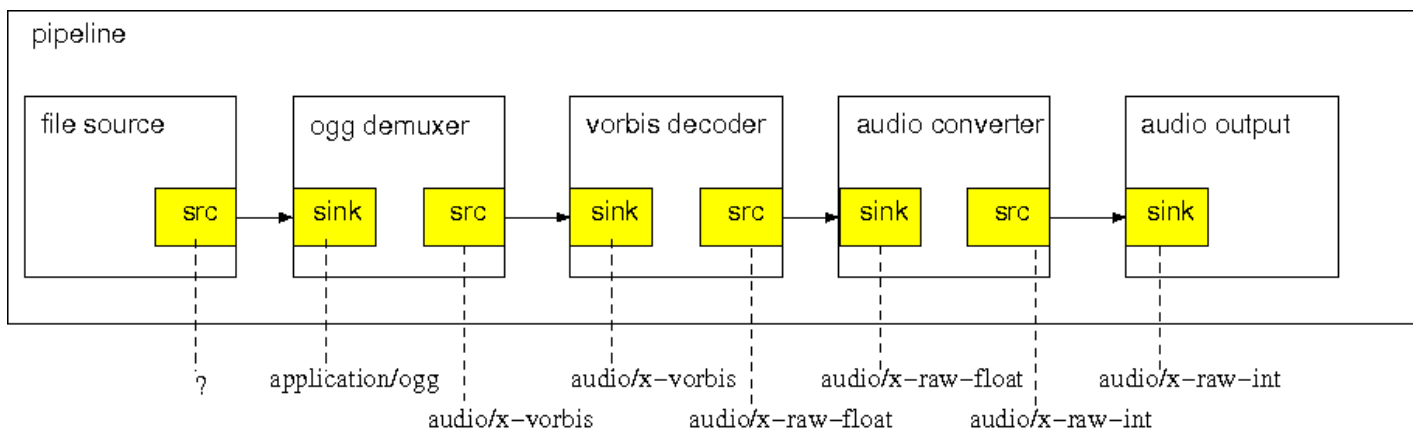 pipeline
file source
ogg demuxer
vorbis decoder
audio converter
audio output
src
sink
src
sink
src
sink
src
sink
?
application/ogg
audio/x-vorbis
audio/x-vorbis
audio/x-raw-float
audio/x-raw-float
audio/x-raw-int
audio/x-raw-int